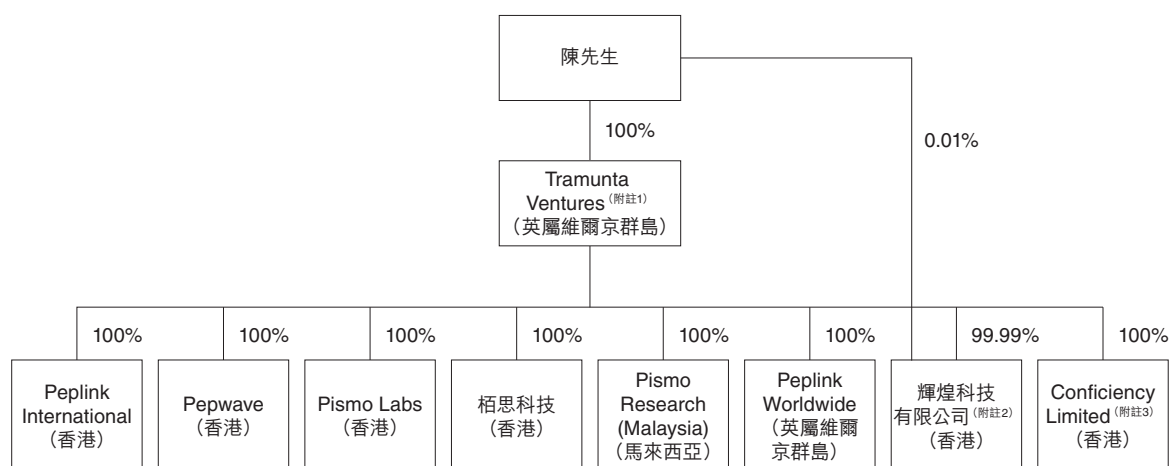 陳先生
100%
0.01%
Tramunta
Ventures（附註1）
（英屬維爾京群島）
100%
100%
100%
100%
100%
100%
99.99%
100%
Peplink
International
（香港）
Pepwave
（香港）
Pismo Labs
（香港）
栢思科技
（香港）
Pismo
Research
(Malaysia)
（馬來西亞）
Peplink
Worldwide
（英屬維爾
京群島）
輝煌科技
有限公司（附註2）
（香港）
Conficiency
Limited（附註3）
（香港）